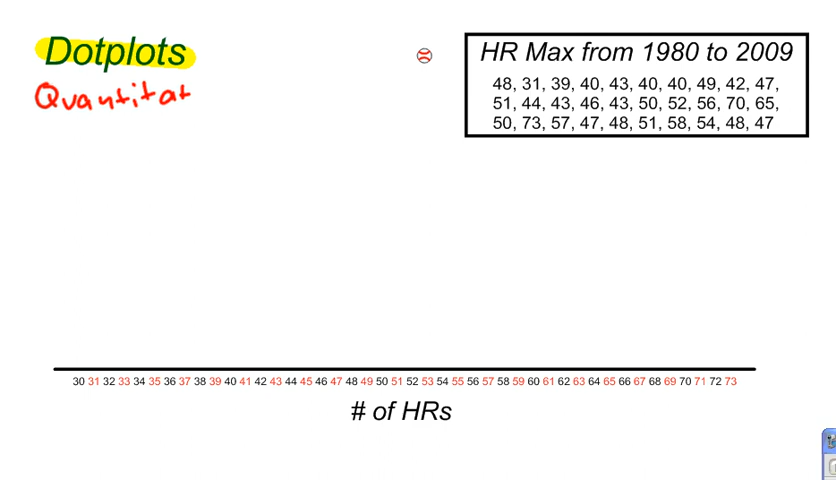 Dotplots
Quantitat
HR Max from 1980 to 2009
48, 31, 39, 40, 43, 40, 40, 49, 42, 47,
51, 44, 43, 46, 43, 50, 52, 56, 70, 65,
50, 73, 57, 47, 48, 51, 58, 54, 48, 47
30 31 32 33 34 35 36 37 38 39 40 41 42 43 44 45 46 47 48 49 50 51 52 53 54 55 56 57 58 59 60 61 62 63 64 65 66 67 68 69 70 71 72 73
# of HRs